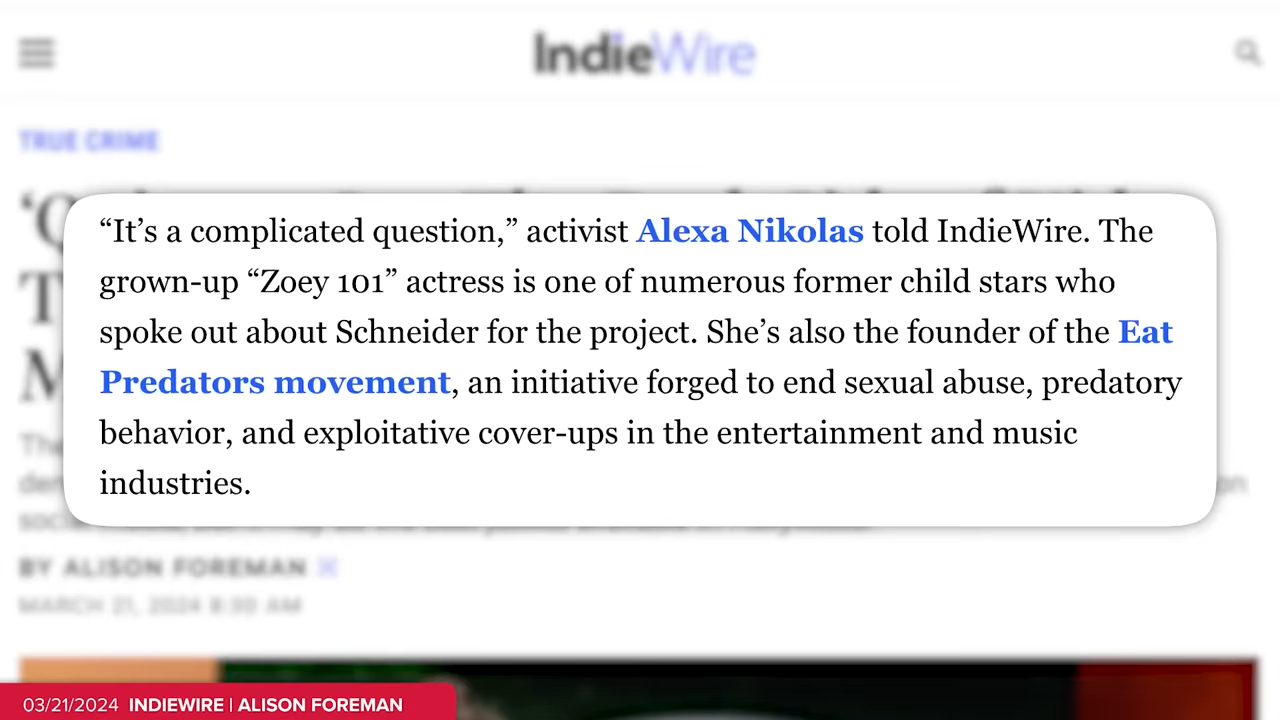 IndieWire
TRUE CRIME
“It’s a complicated question,” activist Alexa Nikolas told IndieWire. The
grown-up “Zoey 101” actress is one of numerous former child stars who
spoke out about Schneider for the project. She’s also the founder of the Eat
Predators movement, an initiative forged to end sexual abuse, predatory
behavior, and exploitative cover-ups in the entertainment and music
industries.
BY ALISON FOREMAN
MARCH 21, 2024 8:30 AM
03/21/2024 INDIEWIRE | ALISON FOREMAN